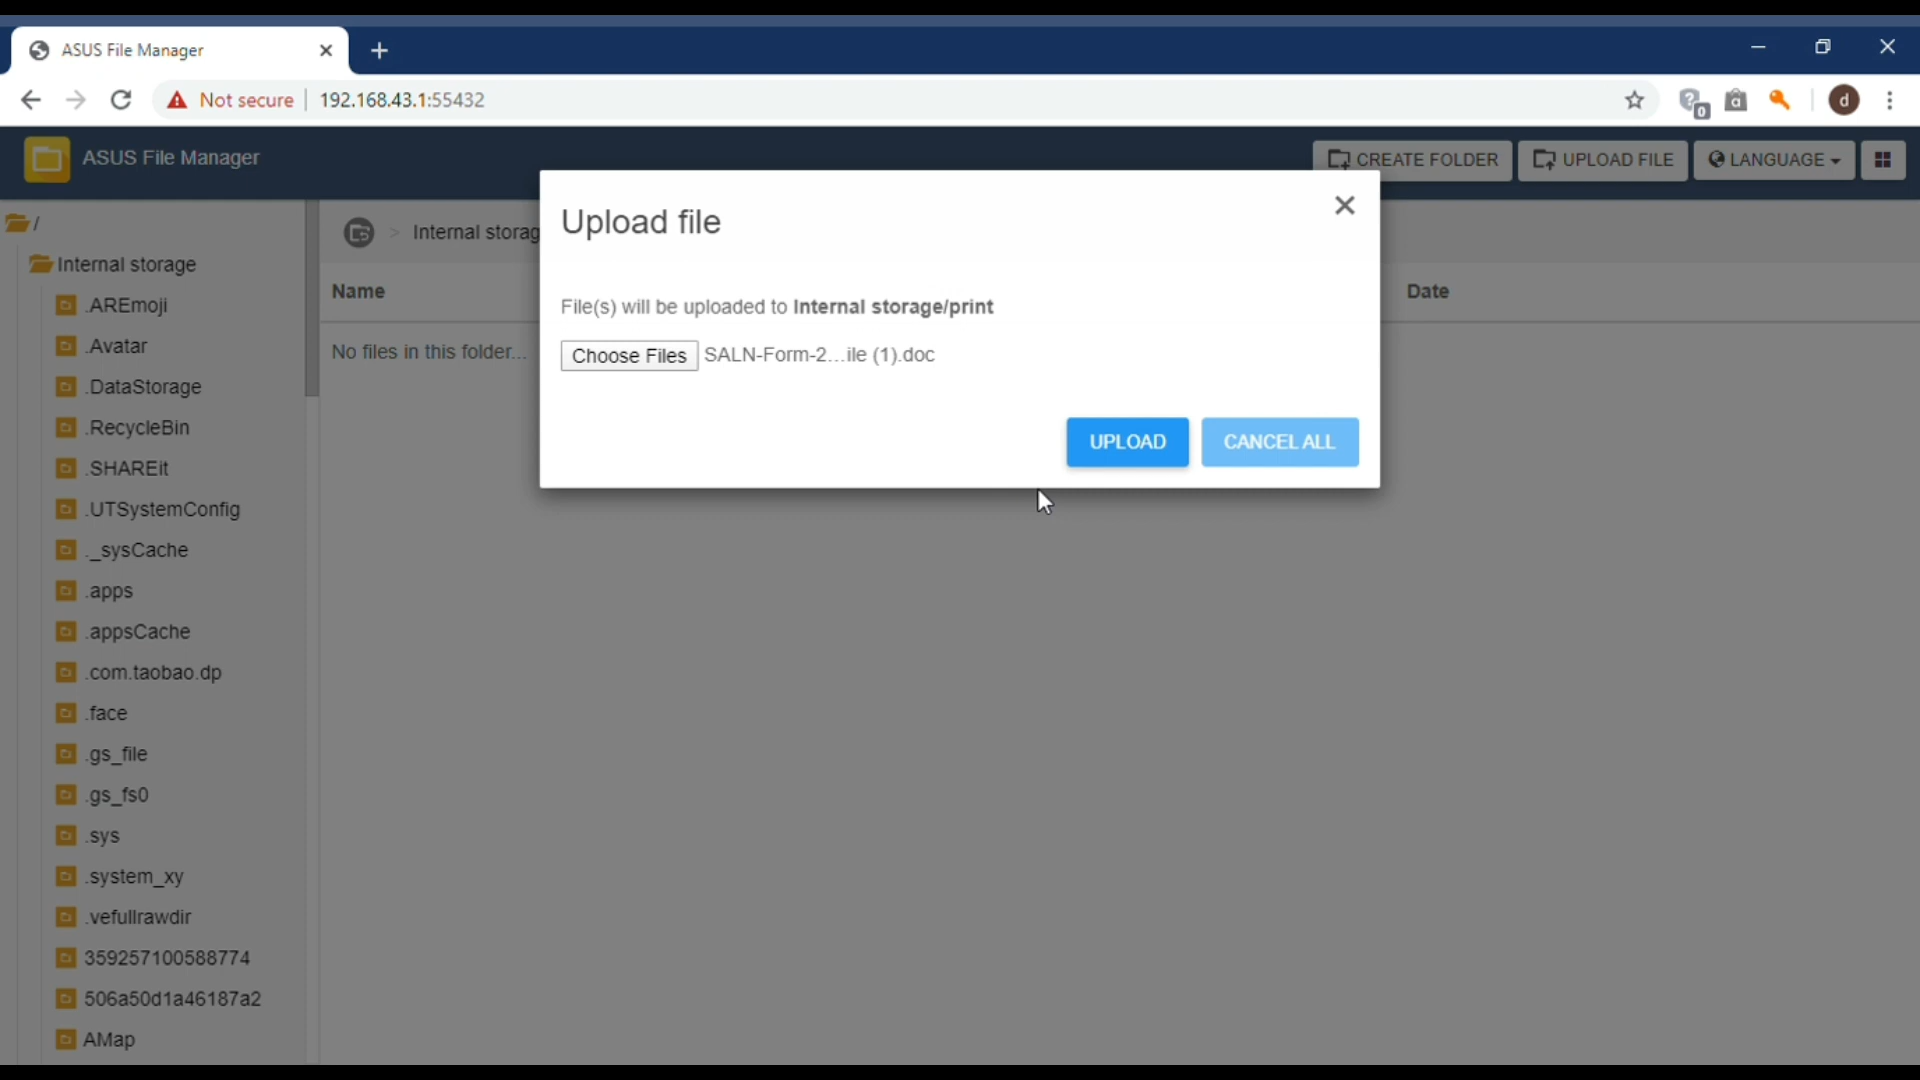 ASUS File Manager
Not secure
192.168.43.1:55432
0
a
d
ASUS File Manager
CREATE FOLDER
UPLOAD FILE
LANGUAGE
/
Internal storage
.AREmoji
.Avatar
.DataStorage
.RecycleBin
.SHAREit
.UTSystemConfig
._sysCache
.apps
.appsCache
.com.taobao.dp
.face
.gs_file
.gs_fs0
.sys
.system_xy
.vefullrawdir
359257100588774
506a50d1a46187a2
AMap
> Internal storag
Name
Date
No files in this folder...
Upload file
File(s) will be uploaded to Internal storage/print
Choose Files SALN-Form-2...ile (1).doc
UPLOAD
CANCEL ALL